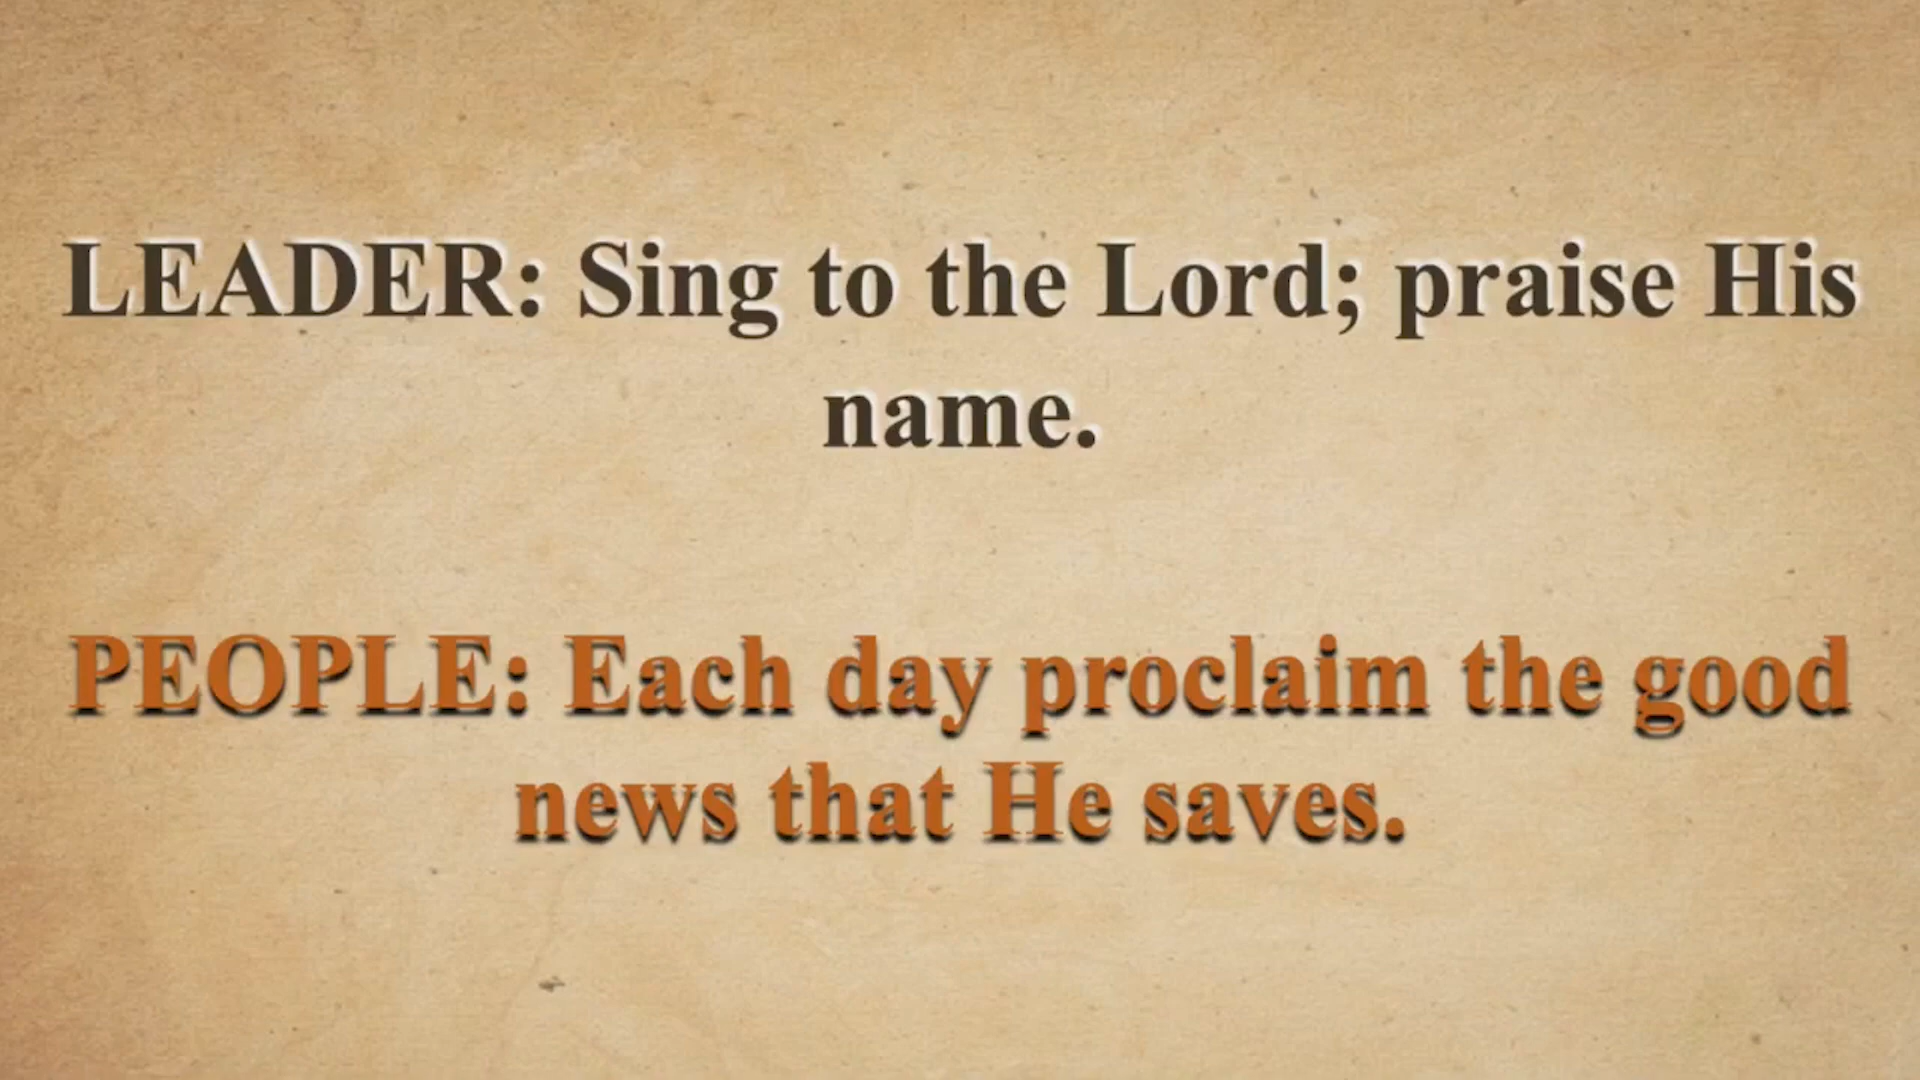 LEADER: Sing to the Lord; praise His
name.
PEOPLE: Each day proclaim the good
news that He saves.